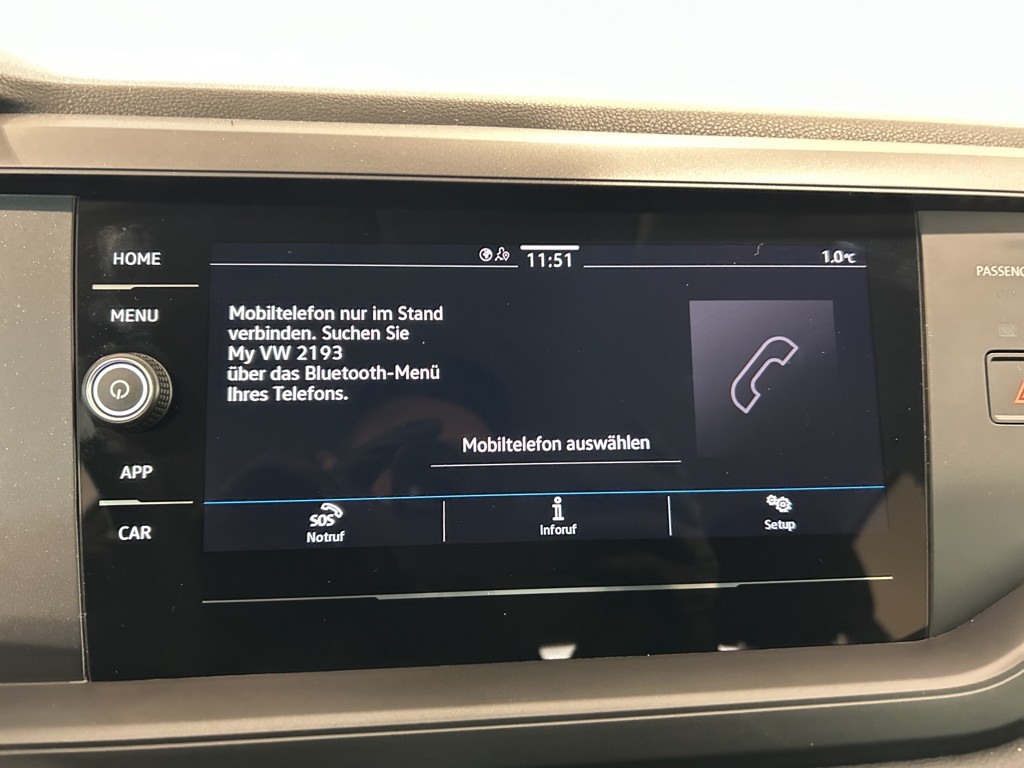 HOME
MENU
APP
CAR
11:51
1.0°C
Mobiltelefon nur im Stand
verbinden. Suchen Sie
My VW 2193
über das Bluetooth-Menü
Ihres Telefons.
Mobiltelefon auswählen
SOS
Notruf
Inforuf
Setup